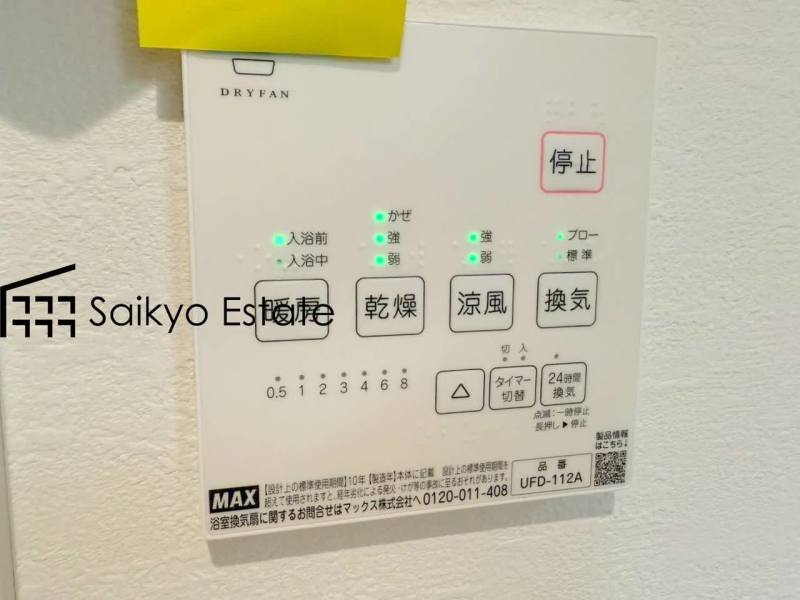 DRYFAN
停止
かぜ
入浴前 強 強 ブロー
入浴中 弱 弱 標準
暖房 乾燥 涼風 換気
Saikyo Estate
切 入
0.5 1 2 3 4 6 8
△ タイマー切替 24時間換気
点滅:一時停止
長押し▶停止
製品情報
はこちら↓
【設計上の標準使用期間】10年【製造年】本体に記載 設計上の標準使用期間を
超えて使用されますと、経年劣化による発火・けが等の事故に至るおそれがあります。
品番
UFD-112A
MAX
浴室換気扇に関するお問合せはマックス株式会社へ 0120-011-408